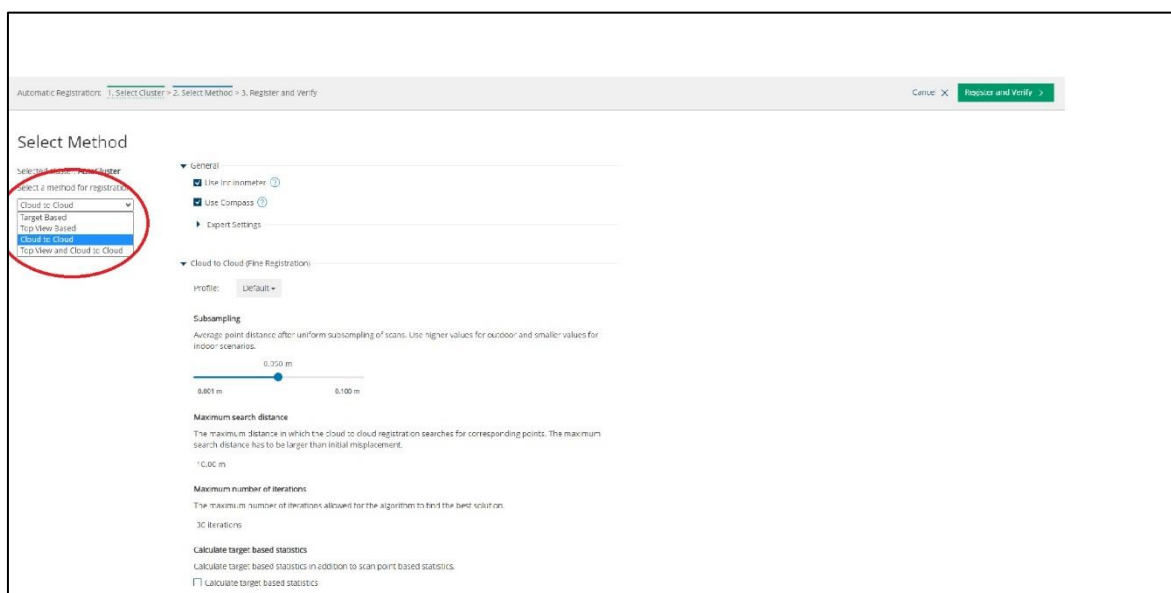 Automatic Registration: 1. Select Cluster > 2. Select Method > 3. Register and Verify
Cancel X Register and Verify >
Select Method
Selected cluster: AutoCluster
Select a method for registration
Cloud to Cloud
Target Based
Top View Based
Cloud to Cloud
Top View and Cloud to Cloud
General
Use Inclinometer ?
Use Compass ?
Expert Settings
Cloud to Cloud (Fine Registration)
Profile: Default
Subsampling
Average point distance after uniform subsampling of scans. Use higher values for outdoor and smaller values for
indoor scenarios.
0.050 m
0.001 m 0.100 m
Maximum search distance
The maximum distance in which the cloud to cloud registration searches for corresponding points. The maximum
search distance has to be larger than initial misplacement.
10.00 m
Maximum number of iterations
The maximum number of iterations allowed for the algorithm to find the best solution.
30 iterations
Calculate target based statistics
Calculate target based statistics in addition to scan point based statistics.
Calculate target based statistics